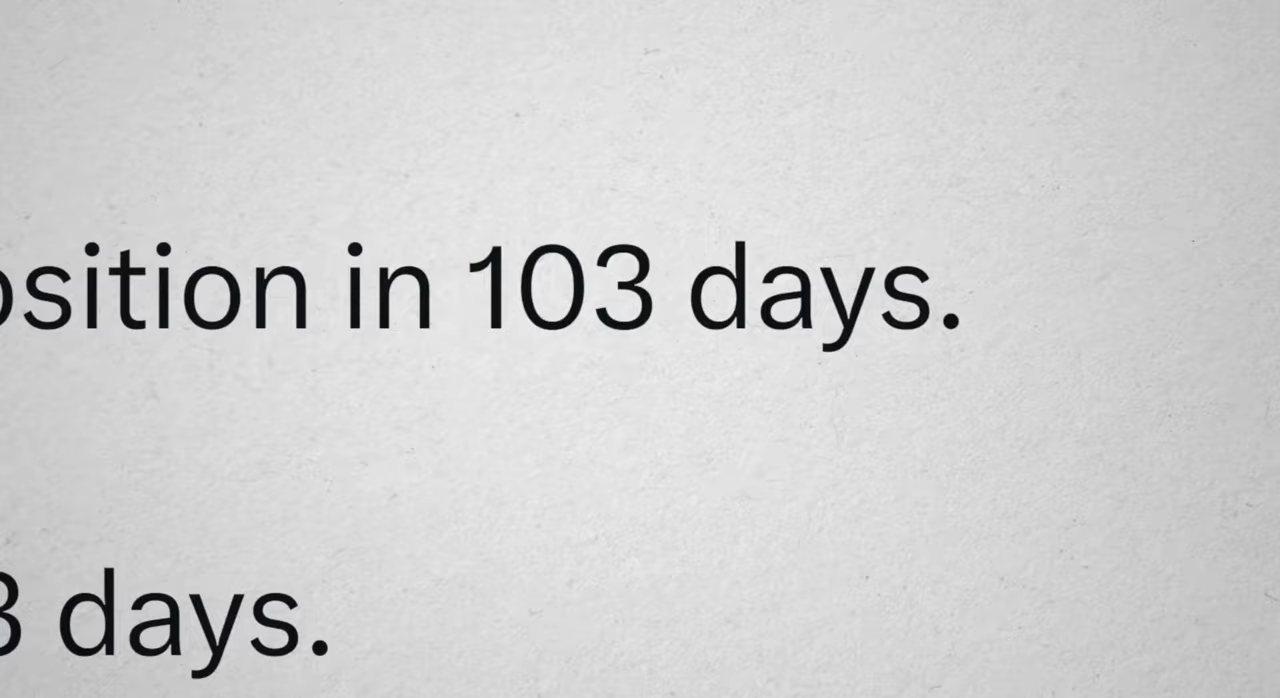 osition in 103 days.
3 days.